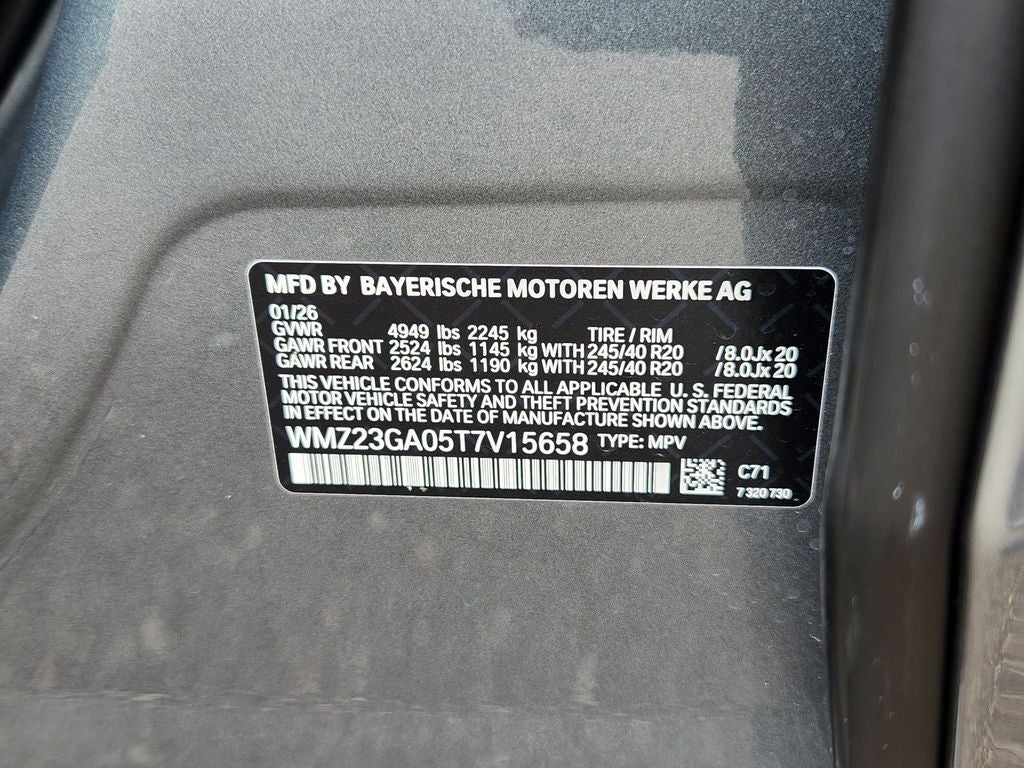 MFD BY BAYERISCHE MOTOREN WERKE AG
01/26
GVWR 4949 lbs 2245 kg TIRE / RIM
GAWR FRONT 2524 lbs 1145 kg WITH 245/40 R20 /8.0Jx20
GAWR REAR 2624 lbs 1190 kg WITH 245/40 R20 /8.0Jx20
THIS VEHICLE CONFORMS TO ALL APPLICABLE U. S. FEDERAL
MOTOR VEHICLE SAFETY AND THEFT PREVENTION STANDARDS
IN EFFECT ON THE DATE OF MANUFACTURE SHOWN ABOVE.
WMZ23GA05T7V15658 TYPE: MPV
C71
7 320 730